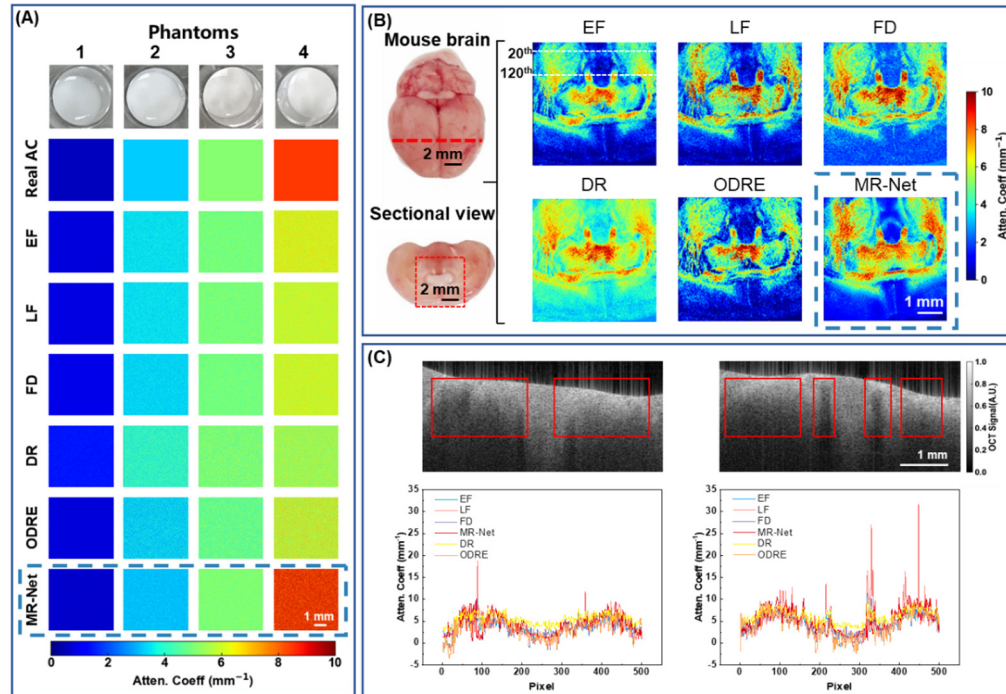 (A)
Phantoms
1 2 3 4
Real AC
EF
LF
FD
DR
ODRE
MR-Net
1 mm
0 2 4 6 8 10
Atten. Coeff (mm⁻¹)
(B)
Mouse brain
2 mm
Sectional view
2 mm
EF LF FD
20th
120th
DR ODRE MR-Net
1 mm
10
8
6
4
2
0
Atten. Coeff (mm⁻¹)
(C)
1 mm
1.0
0.8
0.6
0.4
0.2
0.0
OCT Signal(A.U.)
35
30
25
20
15
10
5
0
-5
Atten. Coeff (mm⁻¹)
EF
LF
FD
MR-Net
DR
ODRE
0 100 200 300 400 500
Pixel
35
30
25
20
15
10
5
0
-5
Atten. Coeff (mm⁻¹)
EF
LF
FD
MR-Net
DR
ODRE
0 100 200 300 400 500
Pixel